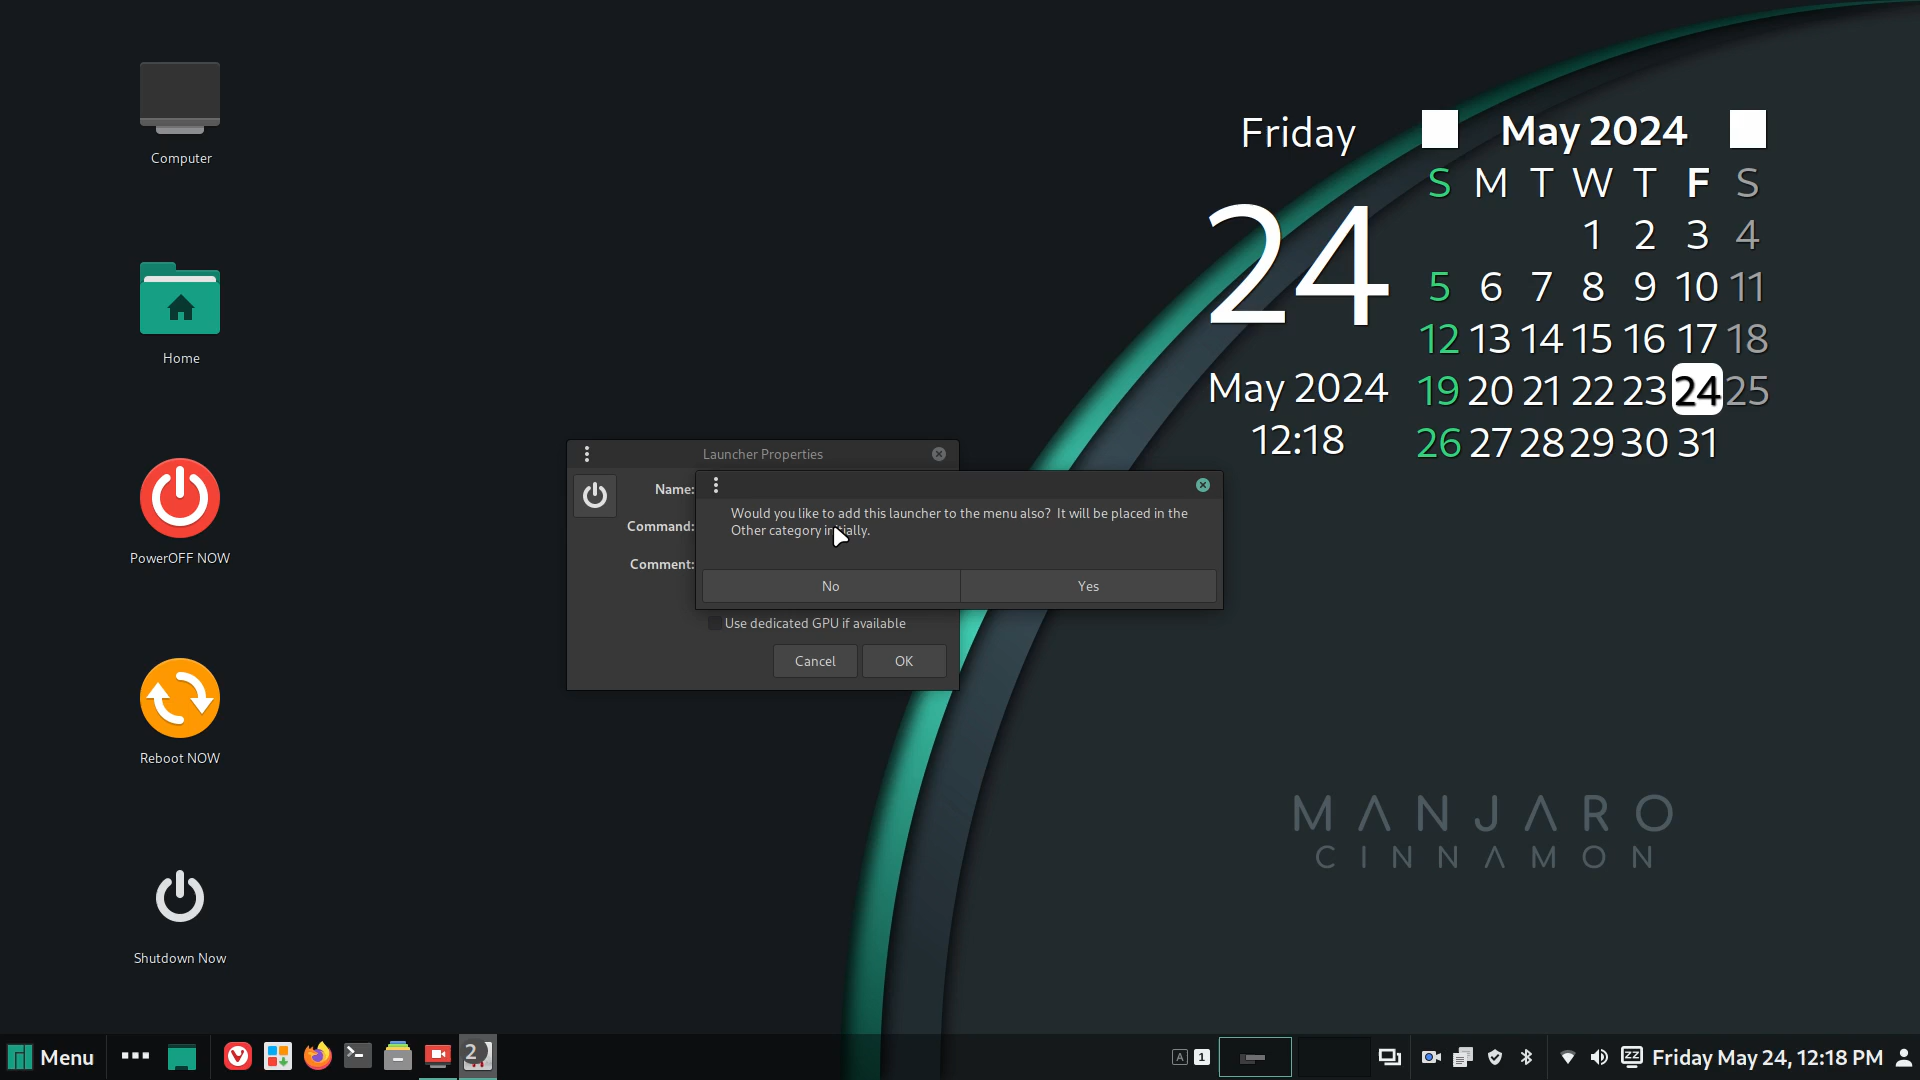 Computer
Home
PowerOFF NOW
Reboot NOW
Shutdown Now
Friday
24
May 2024
12:18
May 2024
S M T W T F S
1 2 3 4
5 6 7 8 9 10 11
12 13 14 15 16 17 18
19 20 21 22 23 24 25
26 27 28 29 30 31
Launcher Properties
Name:
Command:
Comment:
Would you like to add this launcher to the menu also? It will be placed in the
Other category initially.
No Yes
Use dedicated GPU if available
Cancel OK
MANJARO
CINNAMON
Menu
2
A 1
zz
Friday May 24, 12:18 PM